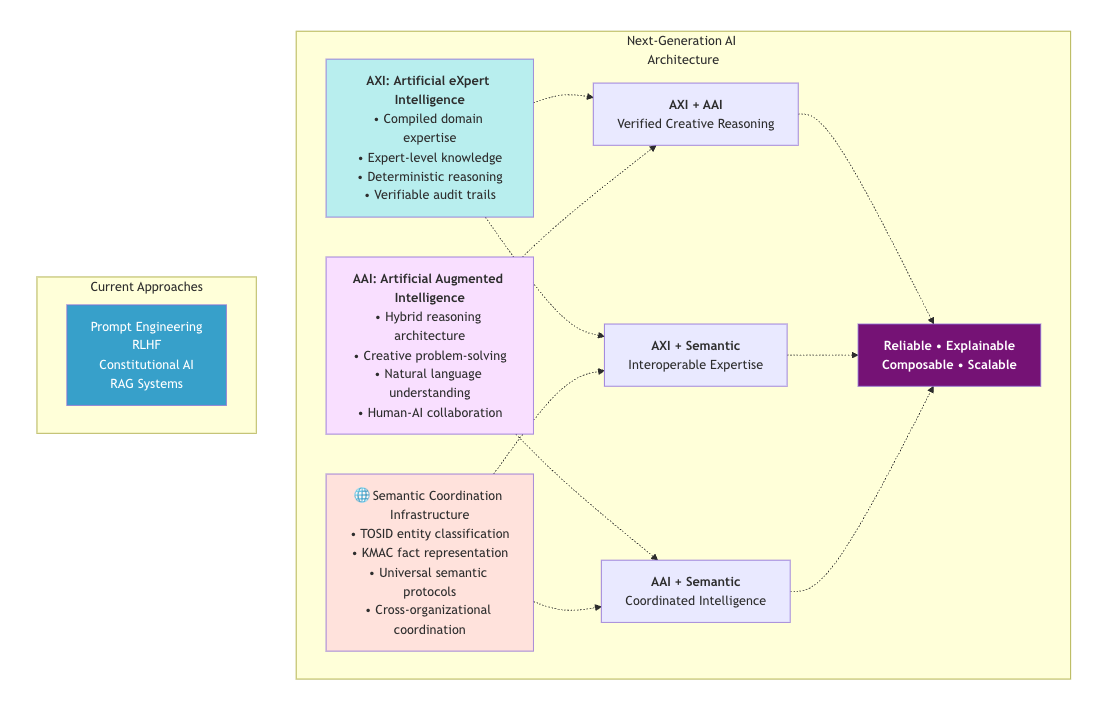 Current Approaches
Prompt Engineering
RLHF
Constitutional AI
RAG Systems
Next-Generation AI
Architecture
AXI: Artificial eXpert
Intelligence
• Compiled domain
expertise
• Expert-level knowledge
• Deterministic reasoning
• Verifiable audit trails
AAI: Artificial Augmented
Intelligence
• Hybrid reasoning
architecture
• Creative problem-solving
• Natural language
understanding
• Human-AI collaboration
🌐 Semantic Coordination
Infrastructure
• TOSID entity classification
• KMAC fact representation
• Universal semantic
protocols
• Cross-organizational
coordination
AXI + AAI
Verified Creative Reasoning
AXI + Semantic
Interoperable Expertise
AAI + Semantic
Coordinated Intelligence
Reliable • Explainable
Composable • Scalable